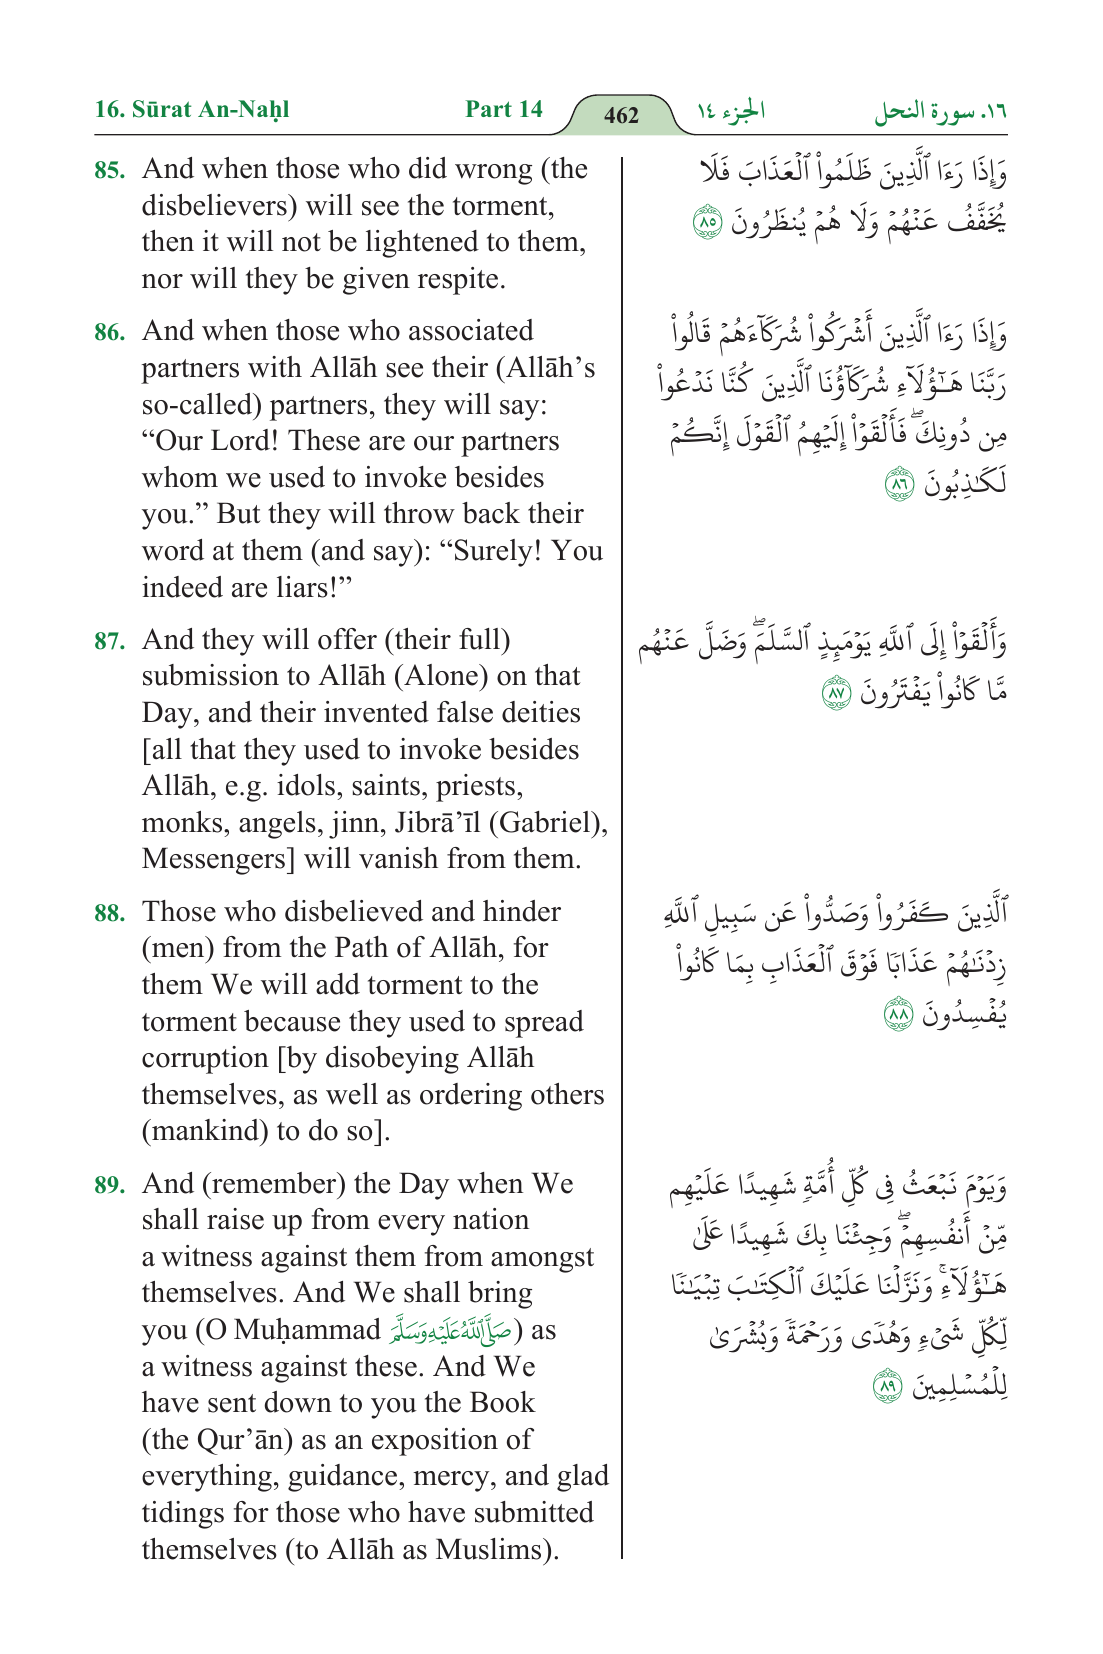 16. Sūrat An-Naḥl
Part 14
462
الجزء ١٤
١٦. سورة النحل
85. And when those who did wrong (the
disbelievers) will see the torment,
then it will not be lightened to them,
nor will they be given respite.
وَإِذَا رَءَا ٱلَّذِينَ ظَلَمُوا۟ ٱلْعَذَابَ فَلَا
يُخَفَّفُ عَنْهُمْ وَلَا هُمْ يُنظَرُونَ ٨٥
86. And when those who associated
partners with Allāh see their (Allāh’s
so-called) partners, they will say:
“Our Lord! These are our partners
whom we used to invoke besides
you.” But they will throw back their
word at them (and say): “Surely! You
indeed are liars!”
وَإِذَا رَءَا ٱلَّذِينَ أَشْرَكُوا۟ شُرَكَآءَهُمْ قَالُوا۟
رَبَّنَا هَـٰٓؤُلَآءِ شُرَكَآؤُنَا ٱلَّذِينَ كُنَّا نَدْعُوا۟
مِن دُونِكَ ۖ فَأَلْقَوْا۟ إِلَيْهِمُ ٱلْقَوْلَ إِنَّكُمْ
لَكَـٰذِبُونَ ٨٦
87. And they will offer (their full)
submission to Allāh (Alone) on that
Day, and their invented false deities
[all that they used to invoke besides
Allāh, e.g. idols, saints, priests,
monks, angels, jinn, Jibrā’īl (Gabriel),
Messengers] will vanish from them.
وَأَلْقَوْا۟ إِلَى ٱللَّهِ يَوْمَئِذٍ ٱلسَّلَمَ ۖ وَضَلَّ عَنْهُم
مَّا كَانُوا۟ يَفْتَرُونَ ٨٧
88. Those who disbelieved and hinder
(men) from the Path of Allāh, for
them We will add torment to the
torment because they used to spread
corruption [by disobeying Allāh
themselves, as well as ordering others
(mankind) to do so].
ٱلَّذِينَ كَفَرُوا۟ وَصَدُّوا۟ عَن سَبِيلِ ٱللَّهِ
زِدْنَـٰهُمْ عَذَابًا فَوْقَ ٱلْعَذَابِ بِمَا كَانُوا۟
يُفْسِدُونَ ٨٨
89. And (remember) the Day when We
shall raise up from every nation
a witness against them from amongst
themselves. And We shall bring
you (O Muḥammad صَلَّى ٱللَّهُ عَلَيْهِ وَسَلَّمَ) as
a witness against these. And We
have sent down to you the Book
(the Qur’ān) as an exposition of
everything, guidance, mercy, and glad
tidings for those who have submitted
themselves (to Allāh as Muslims).
وَيَوْمَ نَبْعَثُ فِى كُلِّ أُمَّةٍ شَهِيدًا عَلَيْهِم
مِّنْ أَنفُسِهِمْ ۖ وَجِئْنَا بِكَ شَهِيدًا عَلَىٰ
هَـٰٓؤُلَآءِ ۚ وَنَزَّلْنَا عَلَيْكَ ٱلْكِتَـٰبَ تِبْيَـٰنًا
لِّكُلِّ شَىْءٍ وَهُدًى وَرَحْمَةً وَبُشْرَىٰ
لِلْمُسْلِمِينَ ٨٩